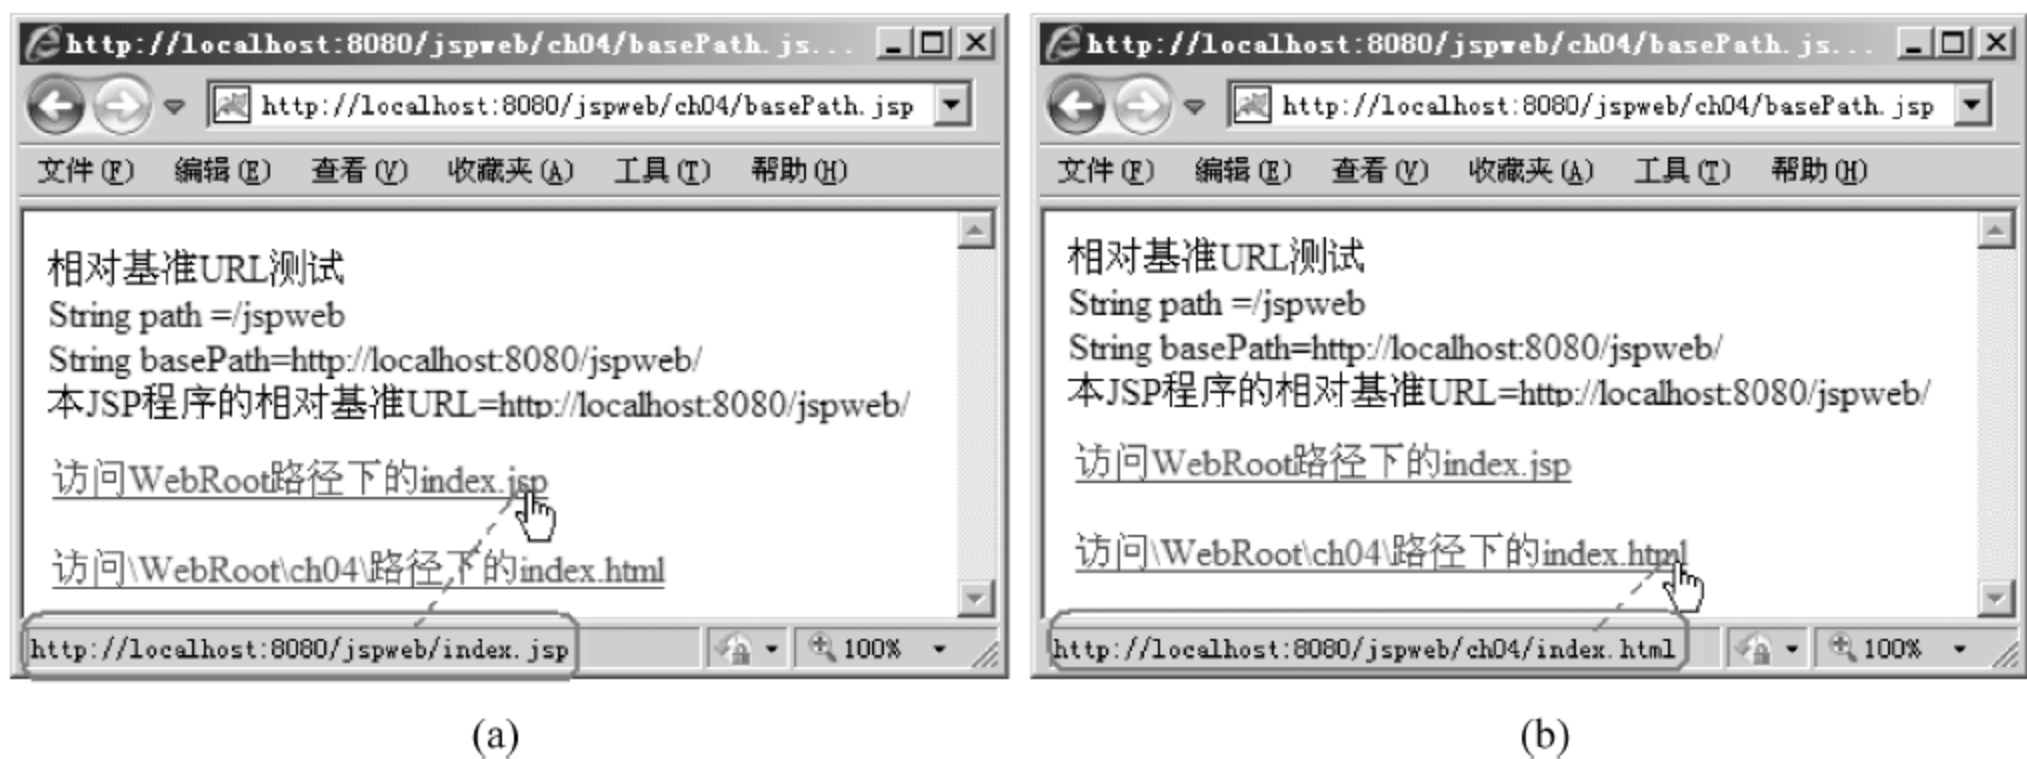 http://localhost:8080/jspweb/ch04/basePath.js...
http://localhost:8080/jspweb/ch04/basePath.jsp
文件(F) 编辑(E) 查看(V) 收藏夹(A) 工具(T) 帮助(H)
相对基准URL测试
String path =/jspweb
String basePath=http://localhost:8080/jspweb/
本JSP程序的相对基准URL=http://localhost:8080/jspweb/
访问WebRoot路径下的index.jsp
访问\WebRoot\ch04\路径下的index.html
http://localhost:8080/jspweb/index.jsp 100%
(a)
http://localhost:8080/jspweb/ch04/basePath.js...
http://localhost:8080/jspweb/ch04/basePath.jsp
文件(F) 编辑(E) 查看(V) 收藏夹(A) 工具(T) 帮助(H)
相对基准URL测试
String path =/jspweb
String basePath=http://localhost:8080/jspweb/
本JSP程序的相对基准URL=http://localhost:8080/jspweb/
访问WebRoot路径下的index.jsp
访问\WebRoot\ch04\路径下的index.html
http://localhost:8080/jspweb/ch04/index.html 100%
(b)